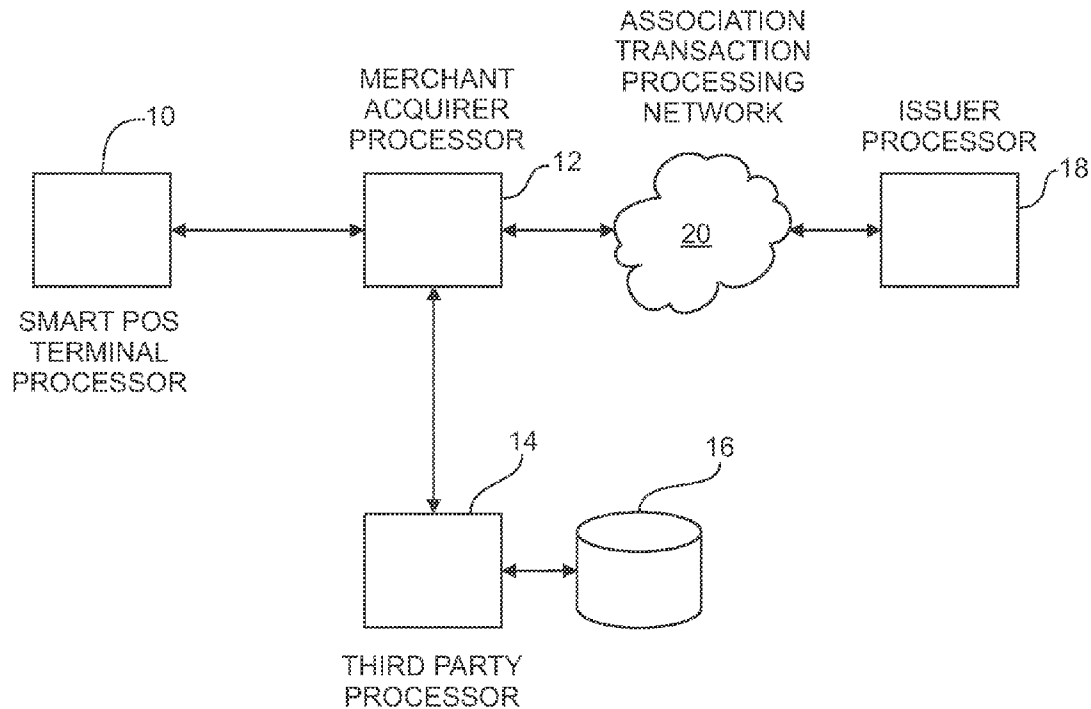 ASSOCIATION
TRANSACTION
PROCESSING
NETWORK
MERCHANT
ACQUIRER
PROCESSOR
ISSUER
PROCESSOR
10
12
18
20
SMART POS
TERMINAL
PROCESSOR
14
16
THIRD PARTY
PROCESSOR